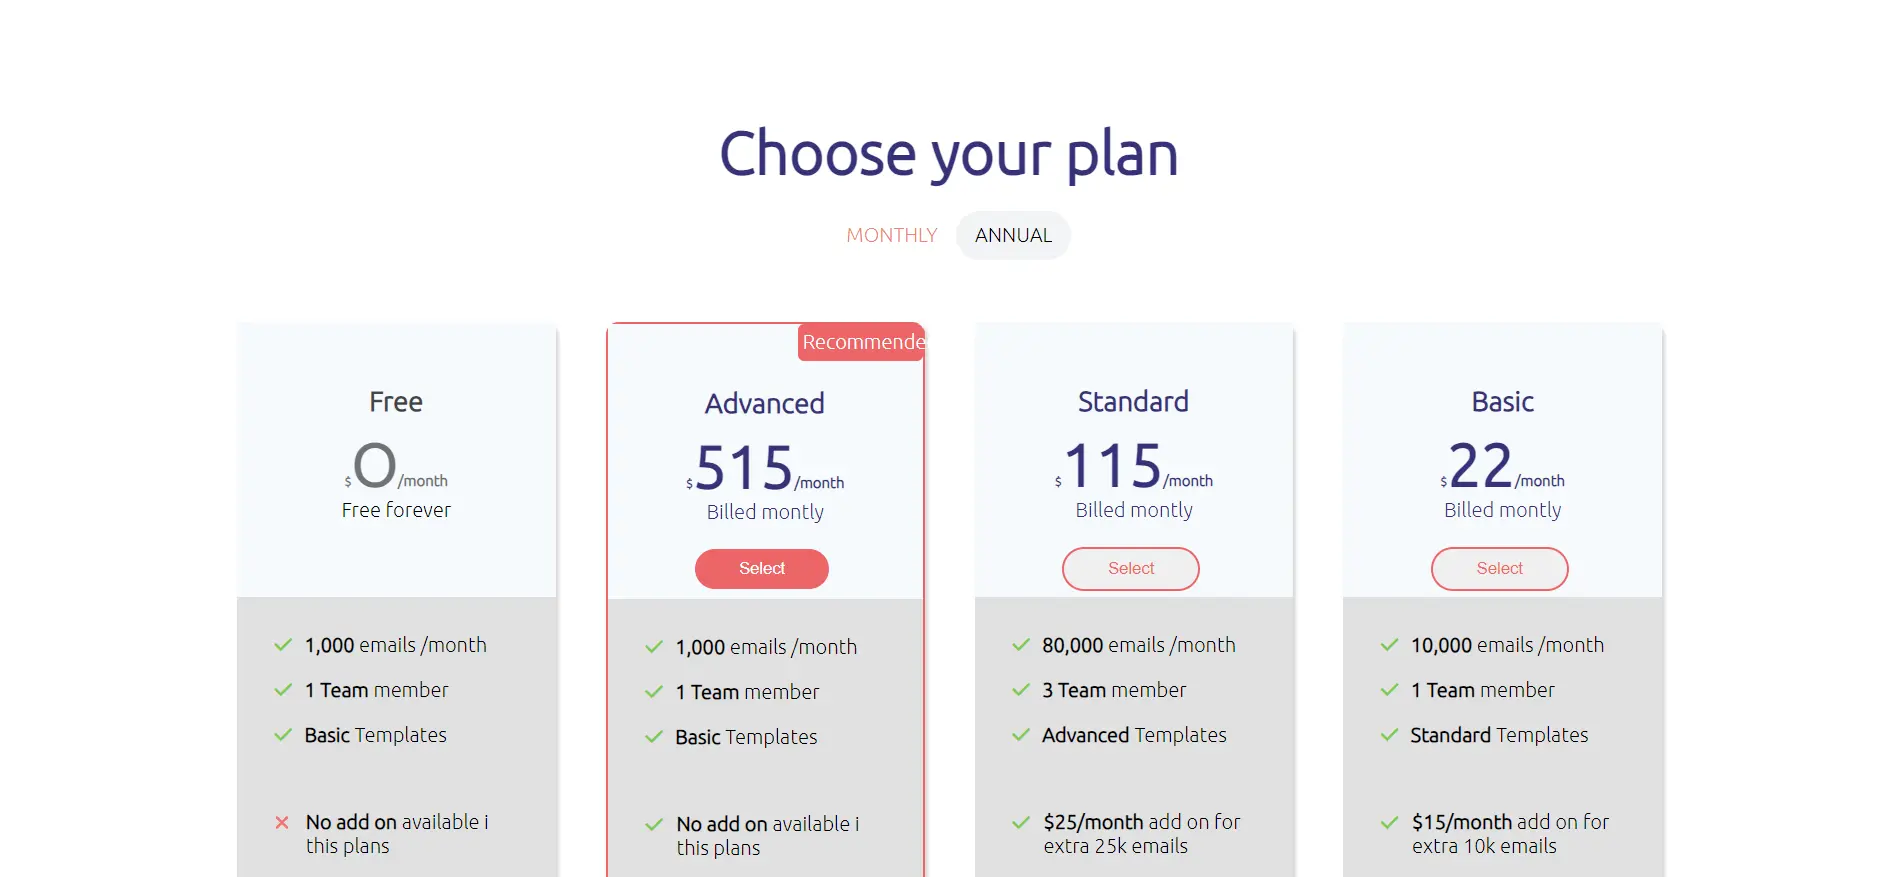 Choose your plan
MONTHLY ANNUAL
Free
$0/month
Free forever
1,000 emails /month
1 Team member
Basic Templates
No add on available i
this plans
Recommende
Advanced
$515/month
Billed montly
Select
1,000 emails /month
1 Team member
Basic Templates
No add on available i
this plans
Standard
$115/month
Billed montly
Select
80,000 emails /month
3 Team member
Advanced Templates
$25/month add on for
extra 25k emails
Basic
$22/month
Billed montly
Select
10,000 emails /month
1 Team member
Standard Templates
$15/month add on for
extra 10k emails